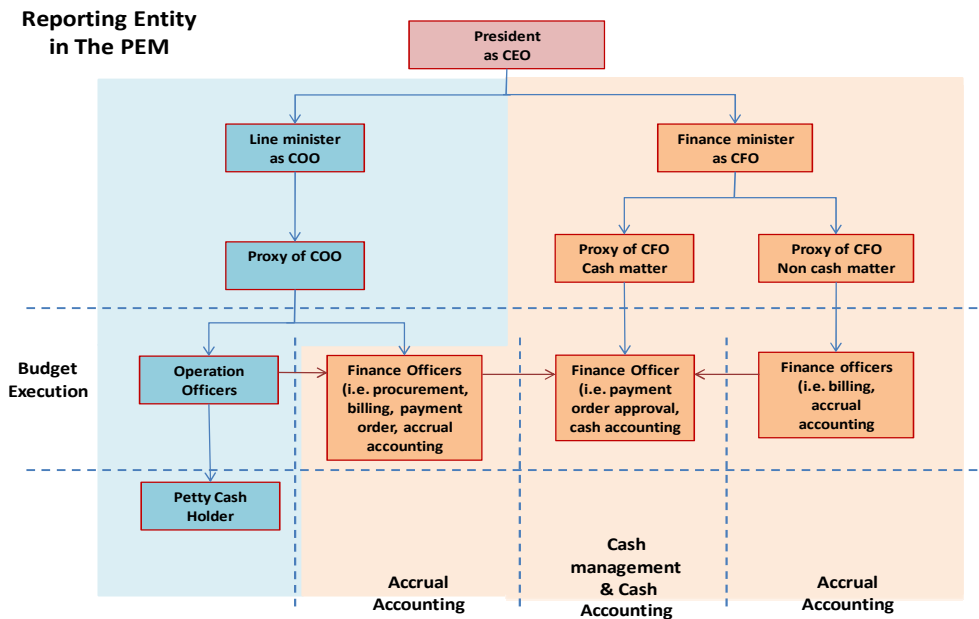 Reporting Entity
in The PEM
President
as CEO
Line minister
as COO
Finance minister
as CFO
Proxy of COO
Proxy of CFO
Cash matter
Proxy of CFO
Non cash matter
Budget
Execution
Operation
Officers
Finance Officers
(i.e. procurement,
billing, payment
order, accrual
accounting
Finance Officer
(i.e. payment
order approval,
cash accounting
Finance officers
(i.e. billing,
accrual
accounting
Petty Cash
Holder
Accrual
Accounting
Cash
management
& Cash
Accounting
Accrual
Accounting